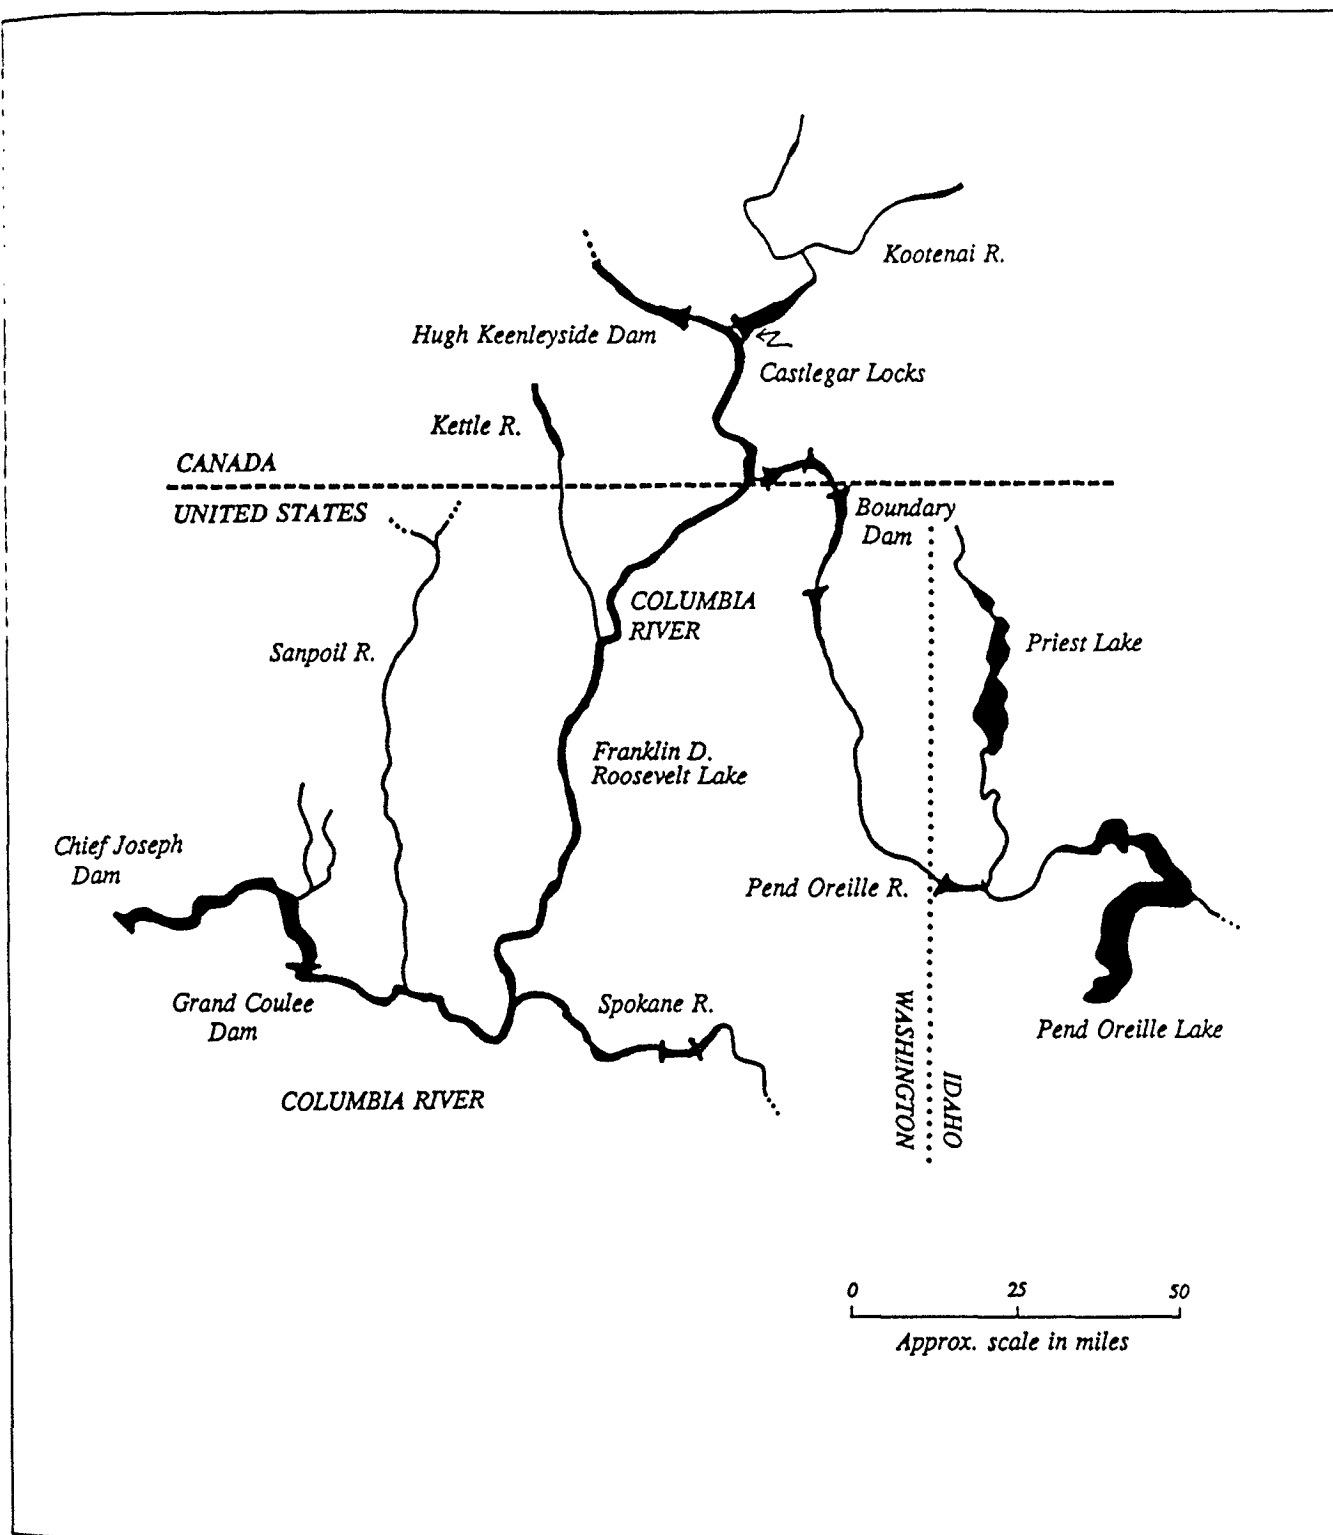 Kootenai R.
Hugh Keenleyside Dam
Castlegar Locks
Kettle R.
CANADA
UNITED STATES
Boundary
Dam
COLUMBIA
RIVER
Sanpoil R.
Priest Lake
Franklin D.
Roosevelt Lake
Chief Joseph
Dam
Pend Oreille R.
Grand Coulee
Dam
Spokane R.
WASHINGTON
IDAHO
Pend Oreille Lake
COLUMBIA RIVER
0 25 50
Approx. scale in miles